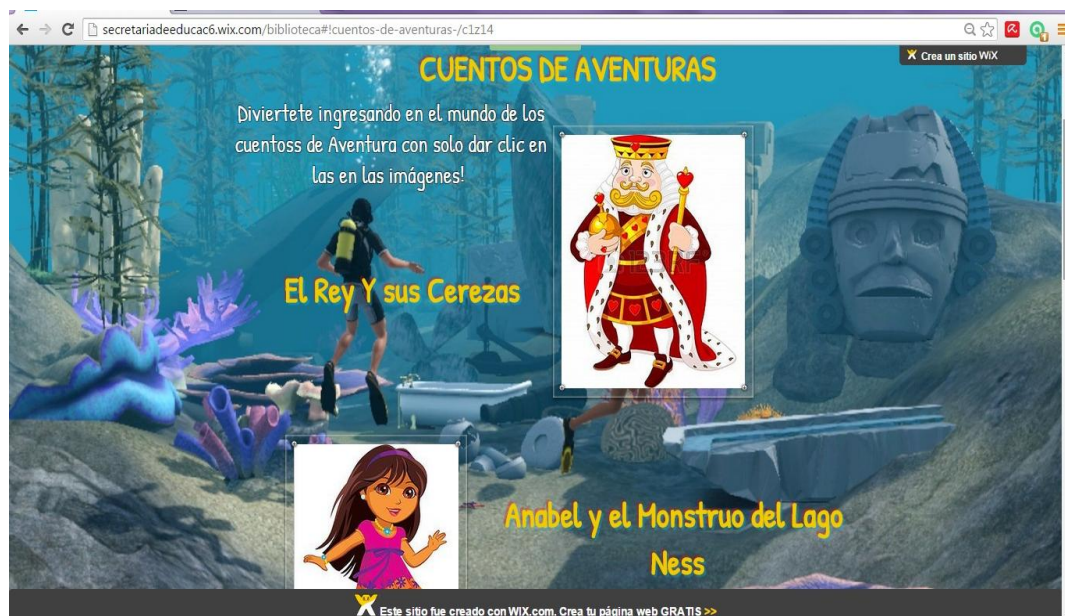 secretariadeeducac6.wix.com/biblioteca#!cuentos-de-aventuras-/c1z14
Crea un sitio WiX
CUENTOS DE AVENTURAS
Diviertete ingresando en el mundo de los
cuentoss de Aventura con solo dar clic en
las en las imágenes!
El Rey Y sus Cerezas
Anabel y el Monstruo del Lago
Ness
Este sitio fue creado con WIX.com. Crea tu página web GRATIS >>